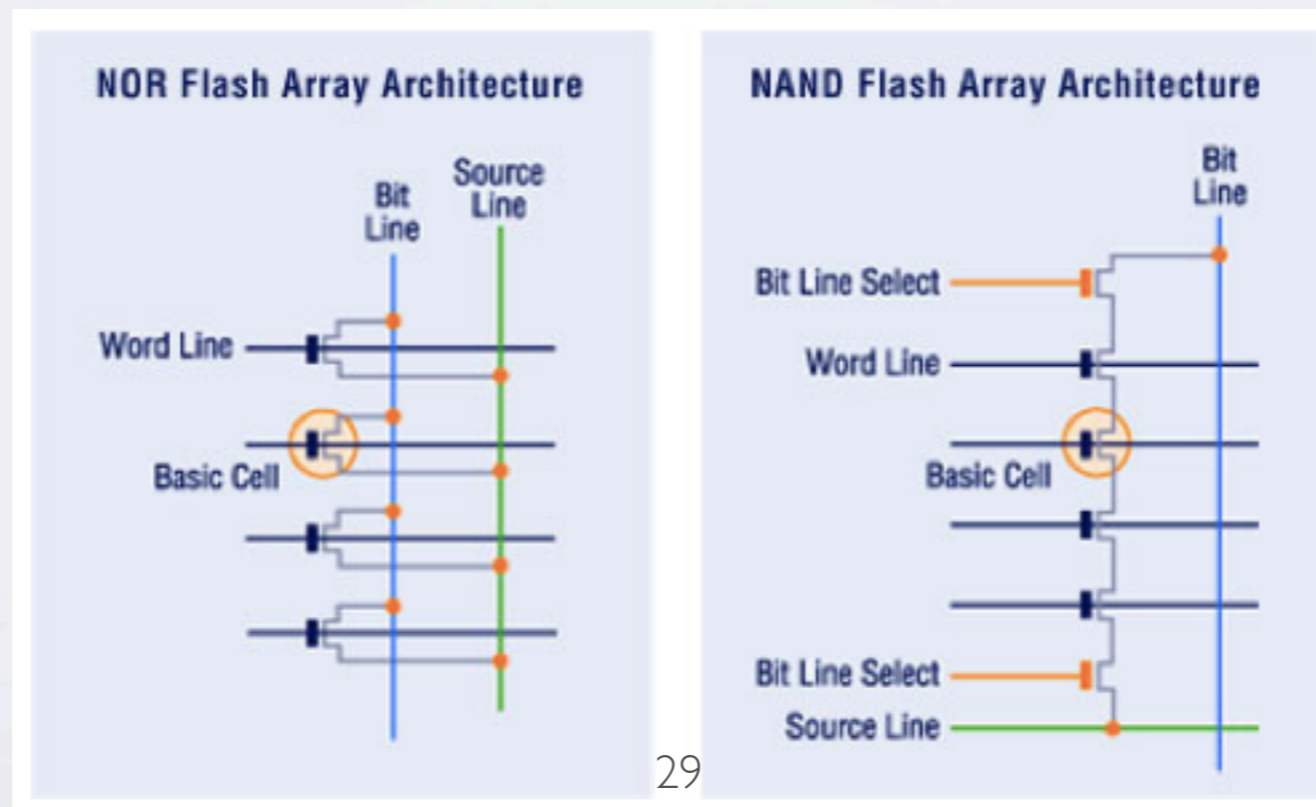 NOR Flash Array Architecture
Bit
Line
Source
Line
Word Line
Basic Cell
NAND Flash Array Architecture
Bit
Line
Bit Line Select
Word Line
Basic Cell
Bit Line Select
Source Line
29